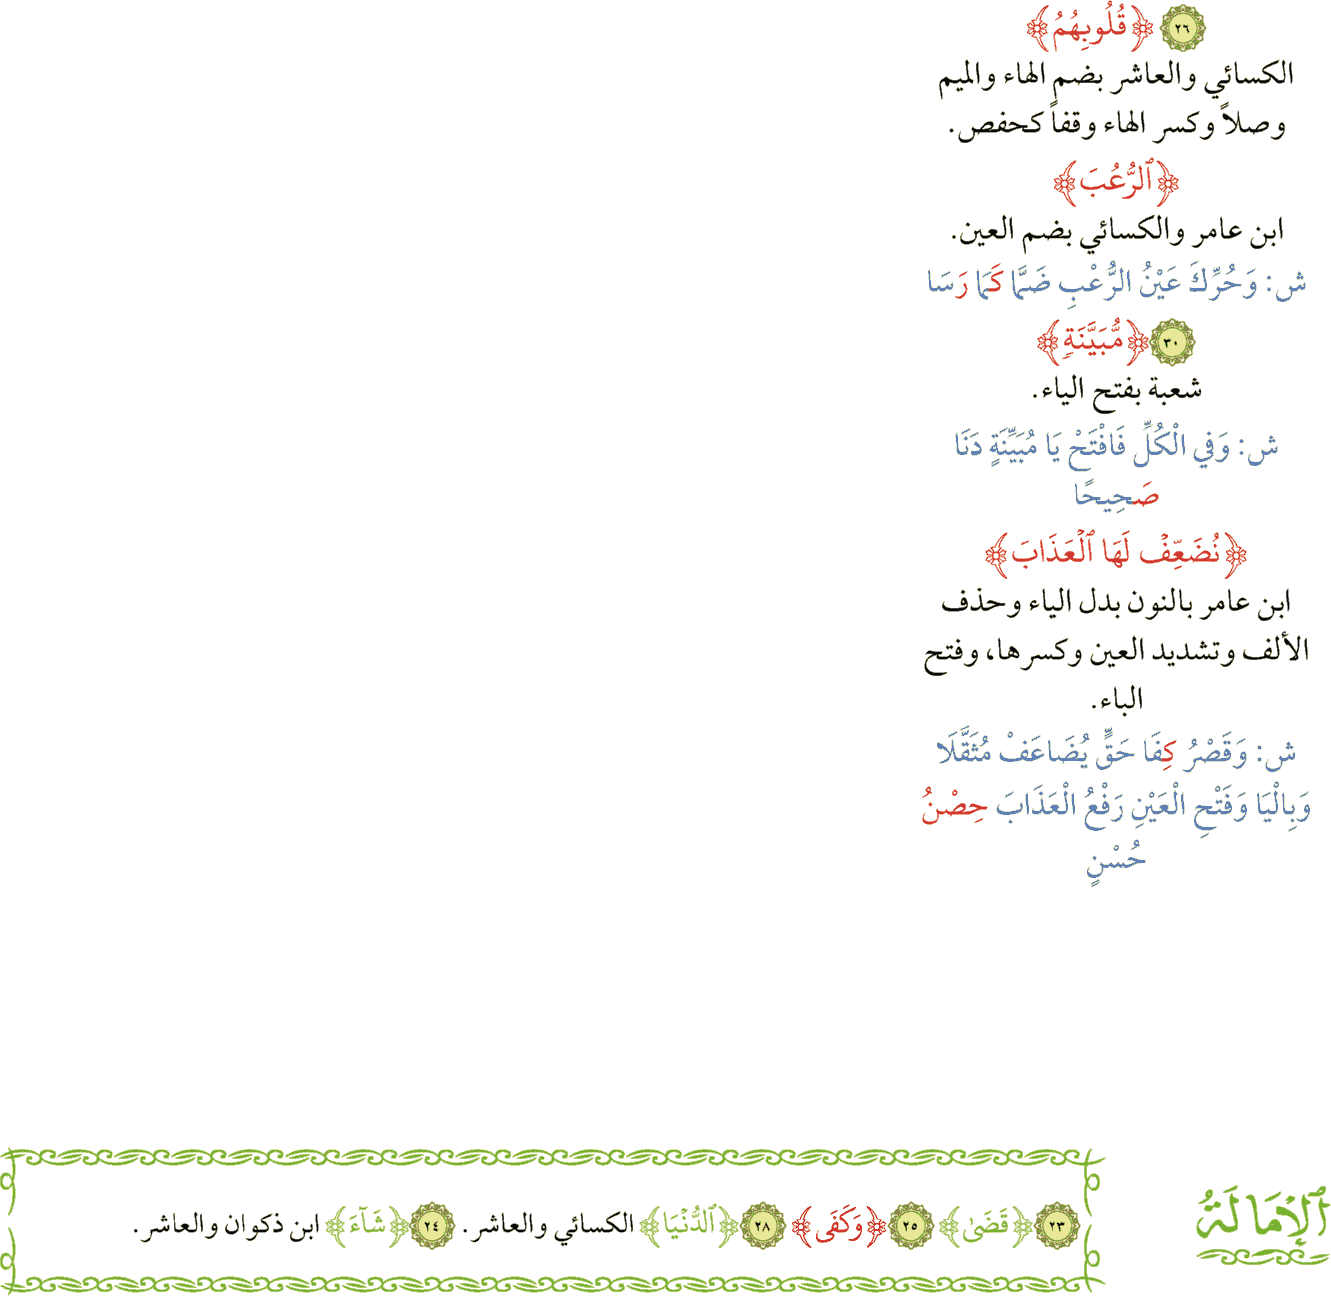 ٢٦ ﴿قُلُوبِهُمُ﴾
الكسائي والعاشر بضم الهاء والميم
وصلاً وكسر الهاء وقفاً كحفص.
﴿ٱلرُّعُبَ﴾
ابن عامر والكسائي بضم العين.
ش: وَحُرِّكَ عَيْنُ الرُّعْبِ ضَمًّا كَمَا رَسَا
٣٠ ﴿مُّبَيَّنَةٖ﴾
شعبة بفتح الياء.
ش: وَفِي الْكُلِّ فَافْتَحْ يَا مُبَيِّنَةٍ دَنَا
صَحِيحًا
﴿نُضَعِّفۡ لَهَا ٱلۡعَذَابَ﴾
ابن عامر بالنون بدل الياء وحذف
الألف وتشديد العين وكسرها، وفتح
الباء.
ش: وَقَصْرُ كِفَا حَقٍّ يُضَاعَفْ مُثَقَّلَا
وَبِالْيَا وَفَتْحِ الْعَيْنِ رَفْعُ الْعَذَابَ حِصْنُ
حُسْنٍ
ٱلْإِمَالَةُ
٢٣ ﴿قَضَىٰ﴾ ٢٥ ﴿وَكَفَى﴾ ٢٨ ﴿ٱلدُّنْيَا﴾ الكسائي والعاشر. ٢٤ ﴿شَآءَ﴾ ابن ذكوان والعاشر.